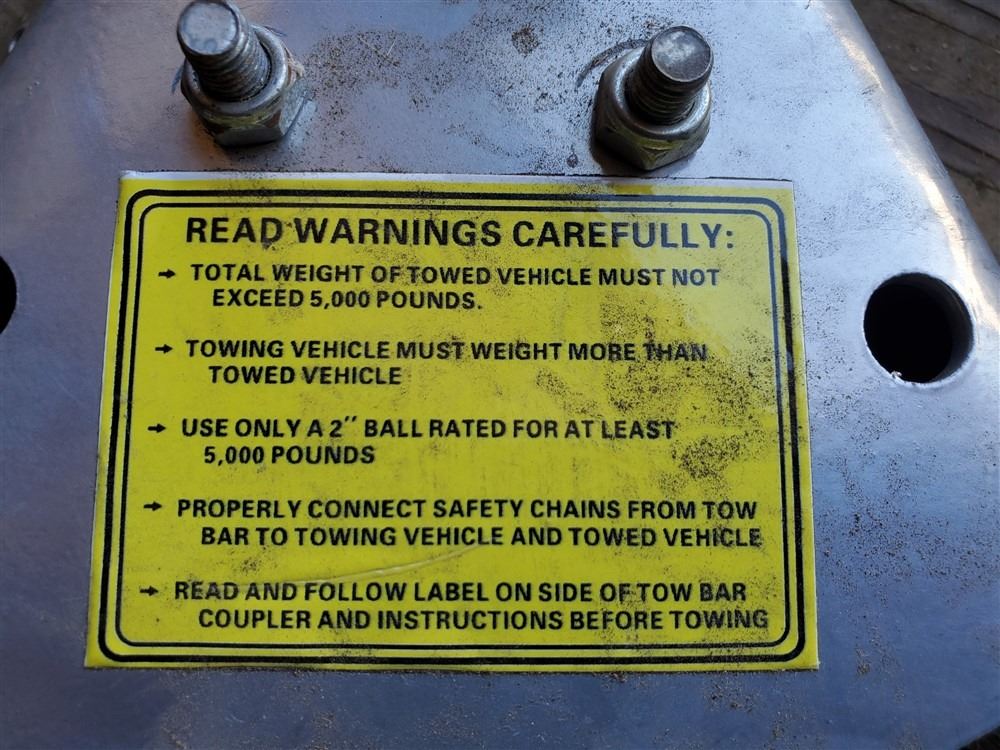 READ WARNINGS CAREFULLY:
→ TOTAL WEIGHT OF TOWED VEHICLE MUST NOT
EXCEED 5,000 POUNDS.
→ TOWING VEHICLE MUST WEIGHT MORE THAN
TOWED VEHICLE
→ USE ONLY A 2″ BALL RATED FOR AT LEAST
5,000 POUNDS
→ PROPERLY CONNECT SAFETY CHAINS FROM TOW
BAR TO TOWING VEHICLE AND TOWED VEHICLE
→ READ AND FOLLOW LABEL ON SIDE OF TOW BAR
COUPLER AND INSTRUCTIONS BEFORE TOWING